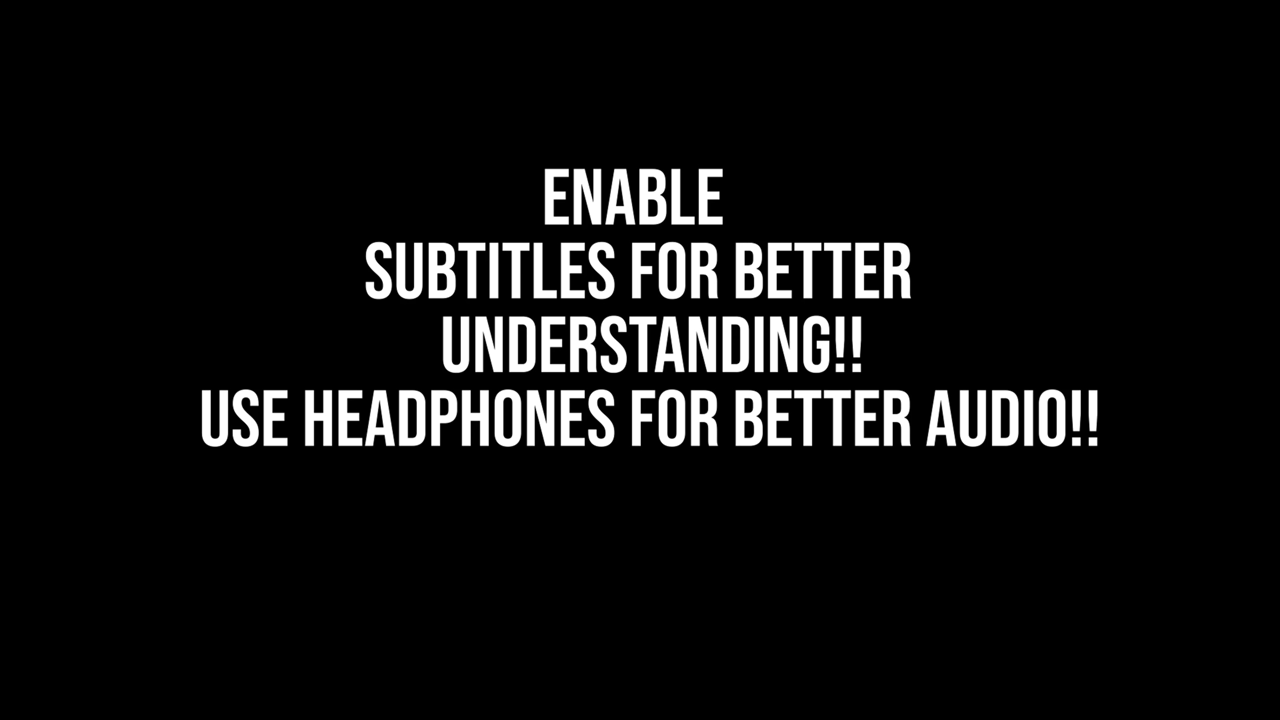 ENABLE
SUBTITLES FOR BETTER
UNDERSTANDING!!
USE HEADPHONES FOR BETTER AUDIO!!